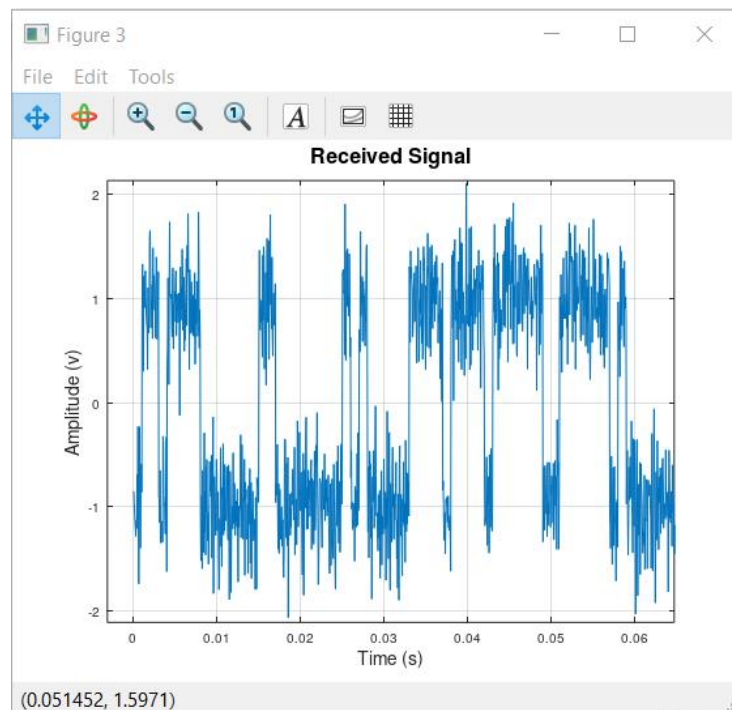 Figure 3
File Edit Tools
A
Received Signal
Amplitude (v)
2
1
0
-1
-2
0 0.01 0.02 0.03 0.04 0.05 0.06
Time (s)
(0.051452, 1.5971)